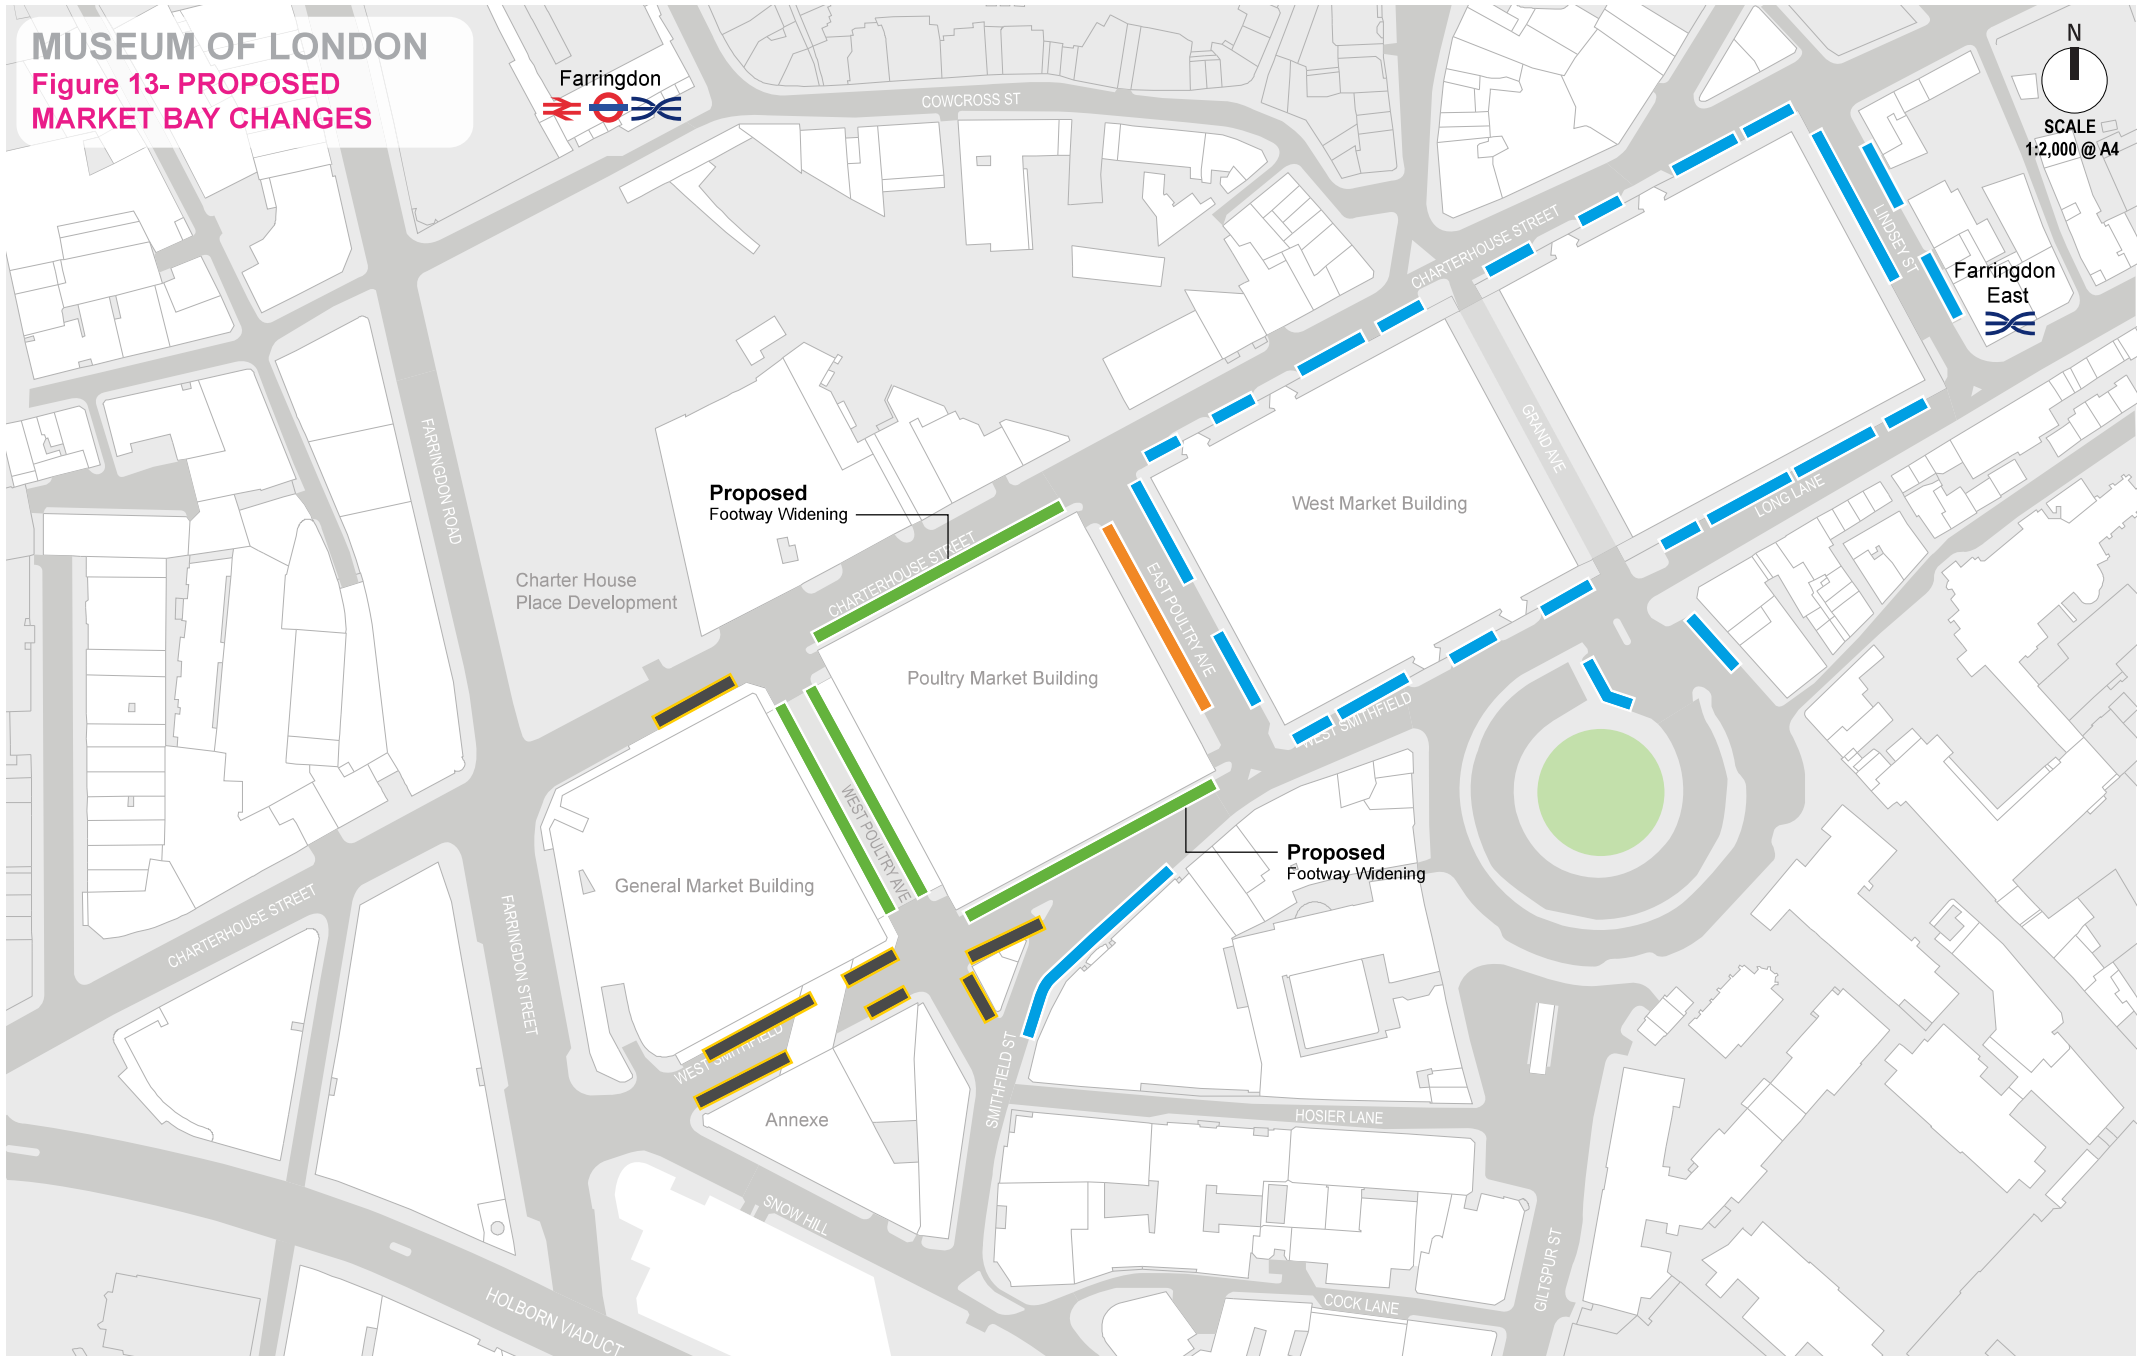 MUSEUM OF LONDON
Figure 13- PROPOSED
MARKET BAY CHANGES
Farringdon
COWCROSS ST
N
SCALE
1:2,000 @ A4
CHARTERHOUSE STREET
LINDSEY ST
Farringdon
East
FARRINGDON ROAD
GRAND AVE
Proposed
Footway Widening
West Market Building
LONG LANE
CHARTERHOUSE STREET
Charter House
Place Development
EAST POULTRY AVE
Poultry Market Building
WEST SMITHFIELD
WEST POULTRY AVE
General Market Building
Proposed
Footway Widening
CHARTERHOUSE STREET
FARRINGDON STREET
WEST SMITHFIELD
SMITHFIELD ST
Annexe
HOSIER LANE
SNOW HILL
GILTSPUR ST
COCK LANE
HOLBORN VIADUCT